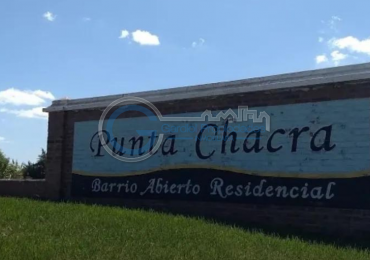 Punta Chacra
Barrio Abierto Residencial